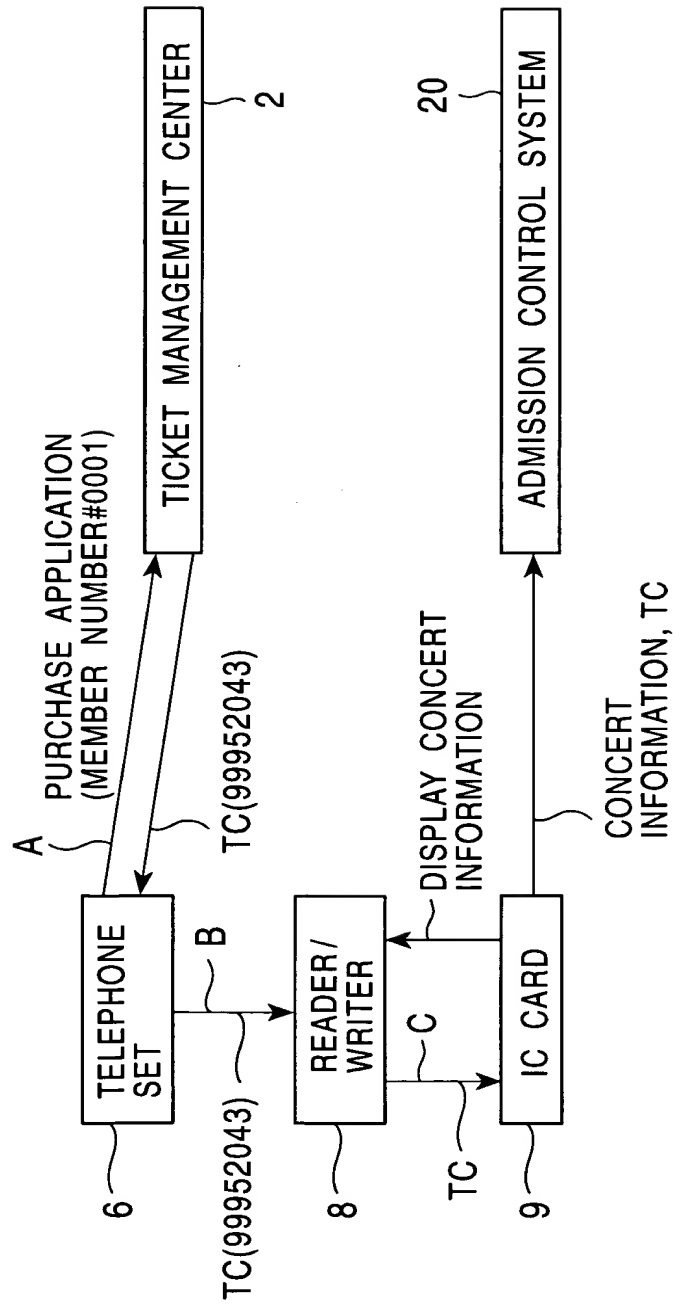 PURCHASE APPLICATION
(MEMBER NUMBER#0001)
A
TELEPHONE
SET
6
TICKET MANAGEMENT CENTER
2
TC(99952043)
B
TC(99952043)
READER/
WRITER
8
DISPLAY CONCERT
INFORMATION
C
TC
IC CARD
9
CONCERT
INFORMATION, TC
ADMISSION CONTROL SYSTEM
20